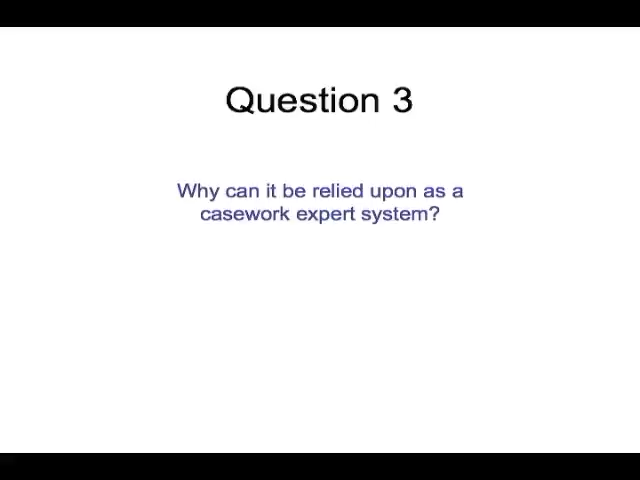 Question 3
Why can it be relied upon as a
casework expert system?